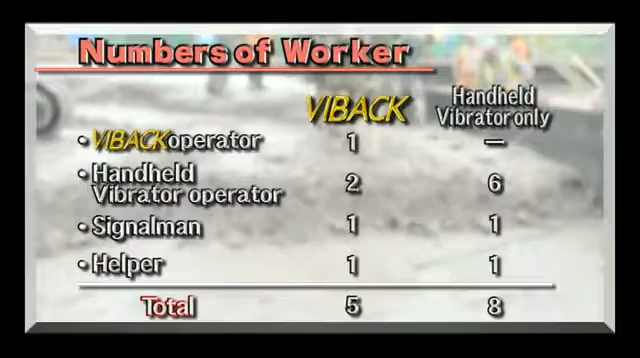 Numbers of Worker
VIBACK Handheld Vibrator only
• VIBACK operator 1 —
• Handheld Vibrator operator 2 6
• Signalman 1 1
• Helper 1 1
Total 5 8